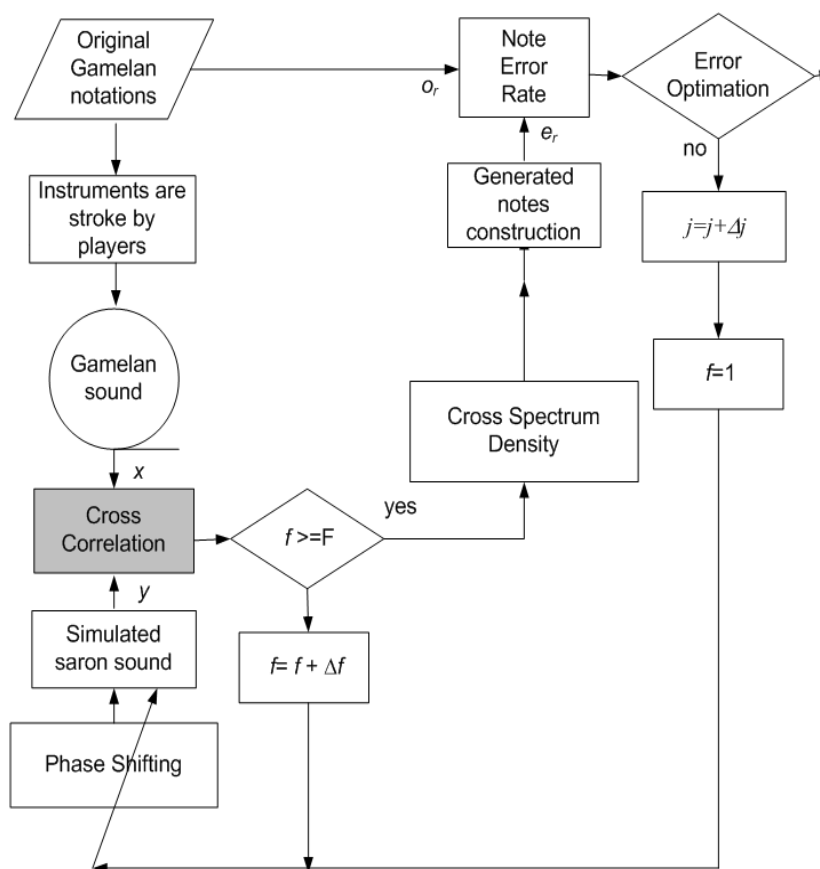 Original
Gamelan
notations
o_r
Note
Error
Rate
Error
Optimation
no
e_r
Instruments are
stroke by
players
Generated
notes
construction
j=j+Δj
Gamelan
sound
f=1
Cross Spectrum
Density
x
Cross
Correlation
f >=F
yes
y
Simulated
saron sound
f= f + Δf
Phase Shifting